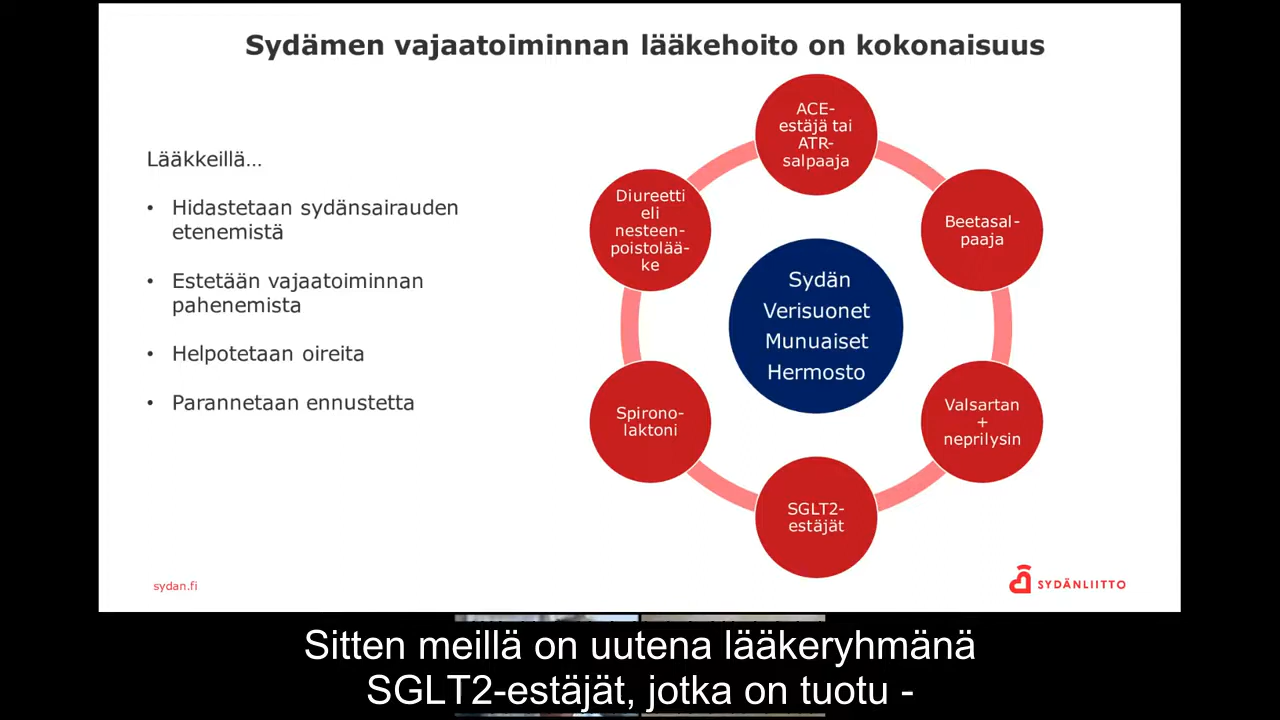 Sydämen vajaatoiminnan lääkehoito on kokonaisuus
Lääkkeillä…
• Hidastetaan sydänsairauden
etenemistä
• Estetään vajaatoiminnan
pahenemista
• Helpotetaan oireita
• Parannetaan ennustetta
ACE-
estäjä tai
ATR-
salpaaja
Beetasal-
paaja
Valsartan
+
neprilysin
SGLT2-
estäjät
Spirono-
laktoni
Diureetti
eli
nesteen-
poistolää-
ke
Sydän
Verisuonet
Munuaiset
Hermosto
sydan.fi
SYDÄNLIITTO
Sitten meillä on uutena lääkeryhmänä
SGLT2-estäjät, jotka on tuotu -